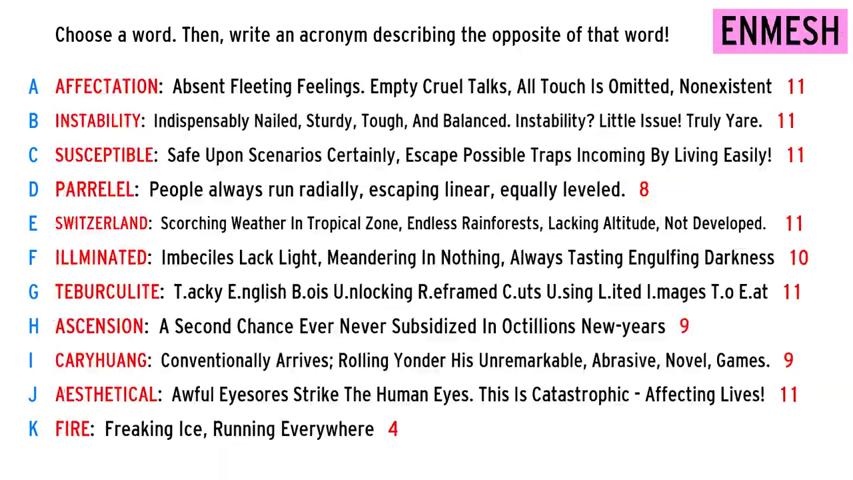 Choose a word. Then, write an acronym describing the opposite of that word!
ENMESH
A AFFECTATION: Absent Fleeting Feelings. Empty Cruel Talks, All Touch Is Omitted, Nonexistent 11
B INSTABILITY: Indispensably Nailed, Sturdy, Tough, And Balanced. Instability? Little Issue! Truly Yare. 11
C SUSCEPTIBLE: Safe Upon Scenarios Certainly, Escape Possible Traps Incoming By Living Easily! 11
D PARRELEL: People always run radially, escaping linear, equally leveled. 8
E SWITZERLAND: Scorching Weather In Tropical Zone, Endless Rainforests, Lacking Altitude, Not Developed. 11
F ILLMINATED: Imbeciles Lack Light, Meandering In Nothing, Always Tasting Engulfing Darkness 10
G TEBURCULITE: T.acky E.nglish B.ois U.nlocking R.eframed C.uts U.sing L.ited I.mages T.o E.at 11
H ASCENSION: A Second Chance Ever Never Subsidized In Octillions New-years 9
I CARYHUANG: Conventionally Arrives; Rolling Yonder His Unremarkable, Abrasive, Novel, Games. 9
J AESTHETICAL: Awful Eyesores Strike The Human Eyes. This Is Catastrophic - Affecting Lives! 11
K FIRE: Freaking Ice, Running Everywhere 4